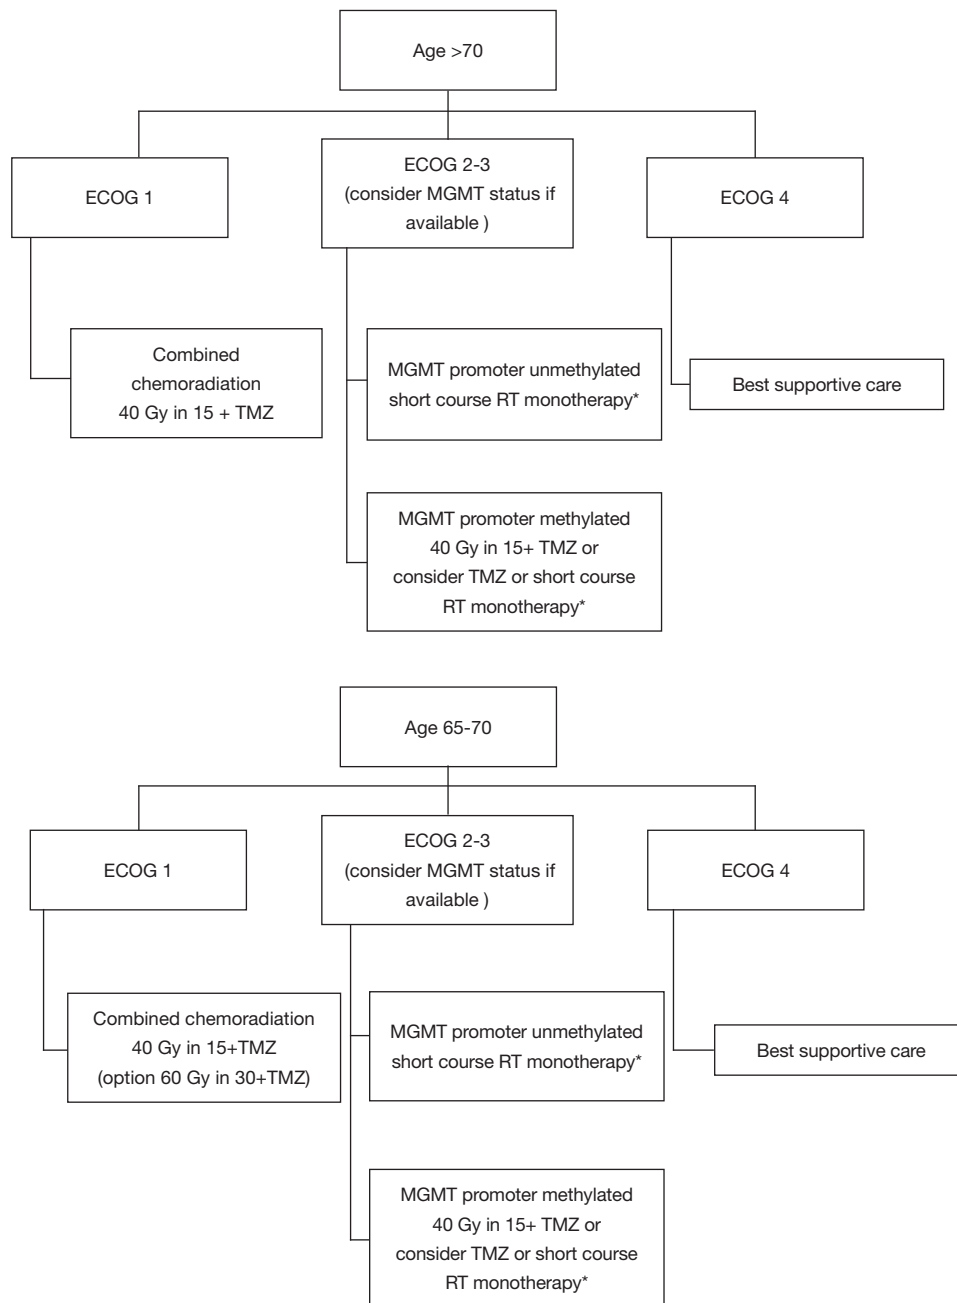 Age >70
ECOG 1
ECOG 2-3
(consider MGMT status if
available )
ECOG 4
Combined
chemoradiation
40 Gy in 15 + TMZ
MGMT promoter unmethylated
short course RT monotherapy*
Best supportive care
MGMT promoter methylated
40 Gy in 15+ TMZ or
consider TMZ or short course
RT monotherapy*
Age 65-70
ECOG 1
ECOG 2-3
(consider MGMT status if
available )
ECOG 4
Combined chemoradiation
40 Gy in 15+TMZ
(option 60 Gy in 30+TMZ)
MGMT promoter unmethylated
short course RT monotherapy*
Best supportive care
MGMT promoter methylated
40 Gy in 15+ TMZ or
consider TMZ or short course
RT monotherapy*